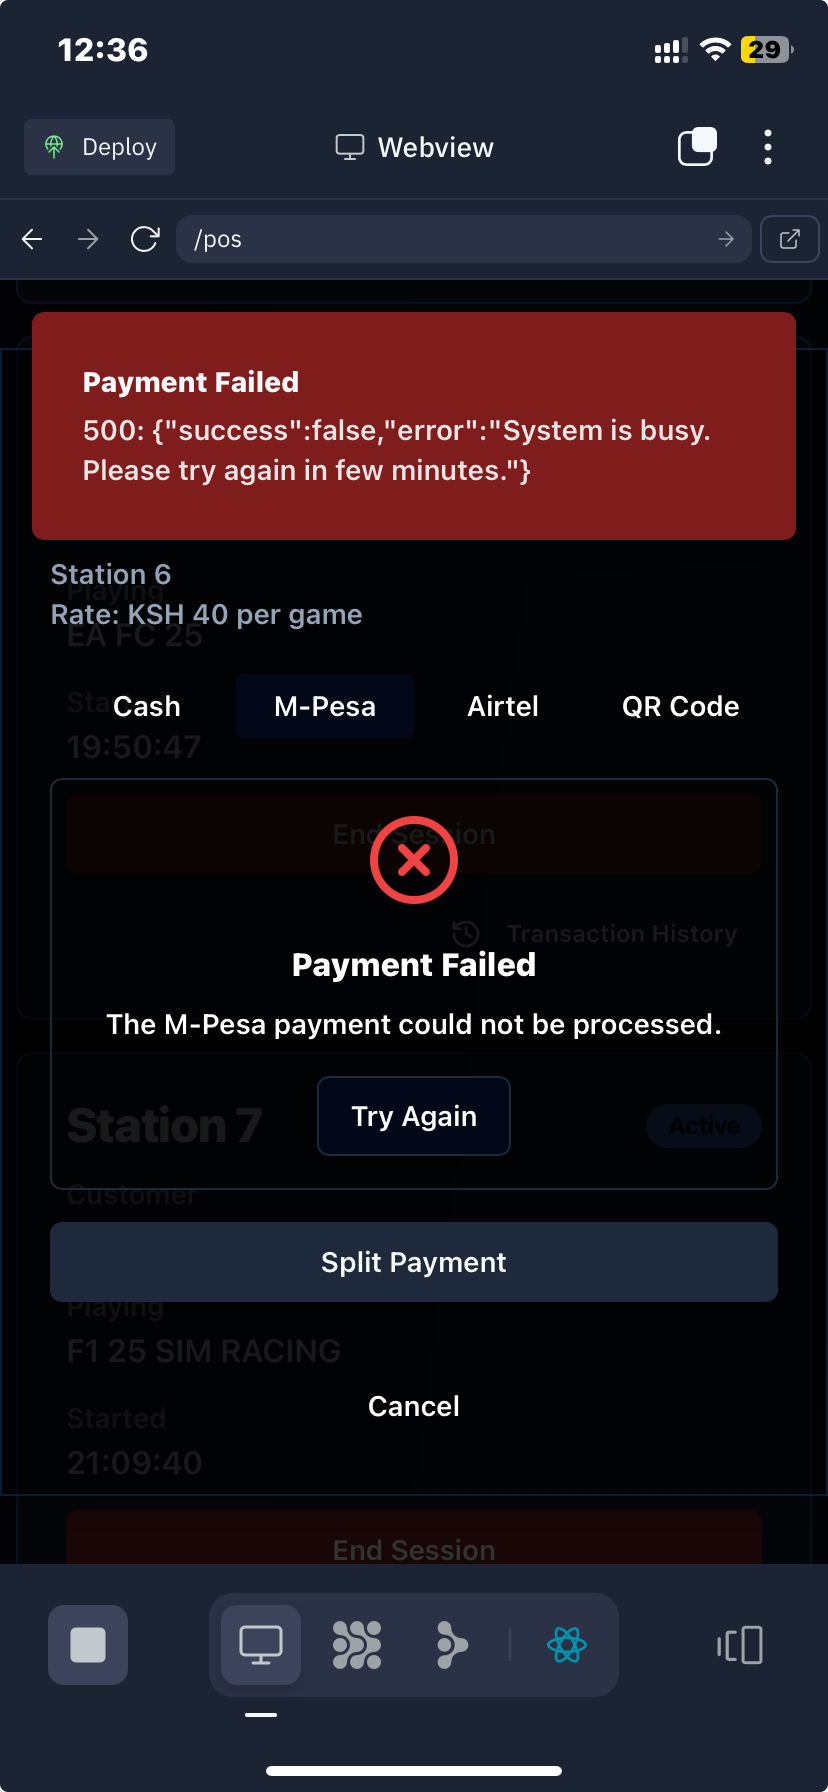 12:36
29
Deploy
Webview
/pos
Payment Failed
500: {"success":false,"error":"System is busy.
Please try again in few minutes."}
Station 6
Playing
Rate: KSH 40 per game
EA FC 25
Started
Cash
M-Pesa
Airtel
QR Code
19:50:47
End Session
Transaction History
Payment Failed
The M-Pesa payment could not be processed.
Try Again
Station 7
Active
Customer
Split Payment
Playing
F1 25 SIM RACING
Cancel
Started
21:09:40
End Session